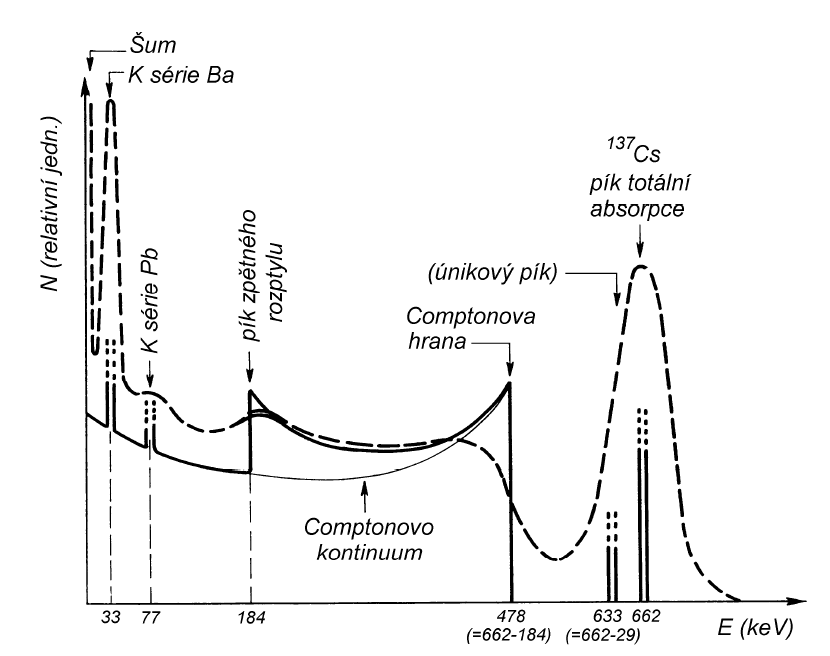 Šum
K série Ba
N (relativní jedn.)
K série Pb
pík zpětného
rozptylu
137Cs
pík totální
absorpce
(únikový pík)
Comptonova
hrana
Comptonovo
kontinuum
33
77
184
478
(=662-184)
633
(=662-29)
662
E (keV)